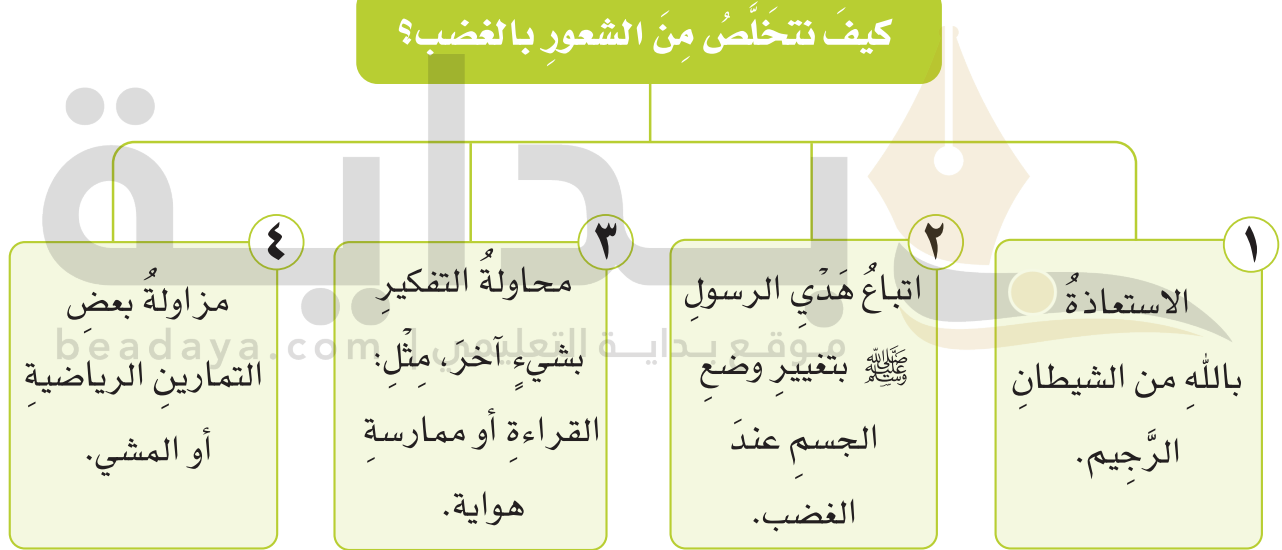 كيفَ نتخَلَّصُ مِنَ الشعورِ بالغضبِ؟
١
الاستعاذةُ
باللّٰهِ من الشيطانِ
الرَّجِيم.
٢
اتباعُ هَدْيِ الرسولِ
ﷺ بتغييرِ وضعِ
الجسمِ عندَ
الغضب.
٣
محاولةُ التفكيرِ
بشيءٍ آخرَ، مِثْلِ:
القراءةِ أو ممارسةِ
هواية.
٤
مزاولةُ بعضِ
التمارينِ الرياضيةِ
أو المشي.
بداية
موقع بداية التعليمي | beadaya.com